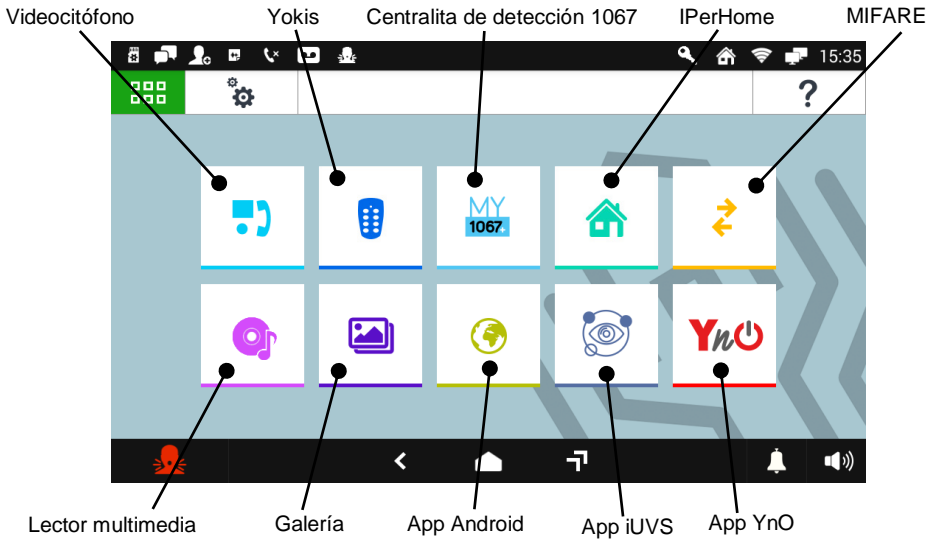 Videocitófono Yokis Centralita de detección 1067 IPerHome MIFARE
15:35
?
MY
1067+
YnO
Lector multimedia Galería App Android App iUVS App YnO